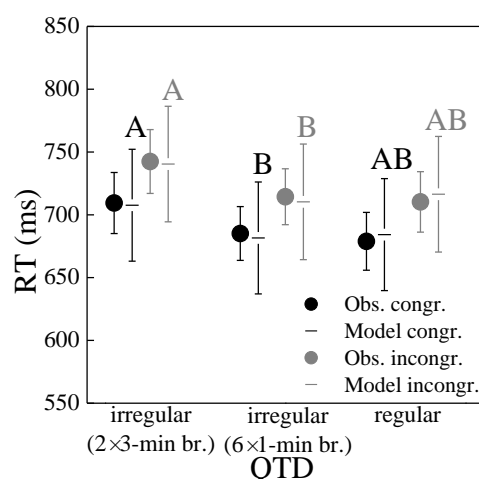 850
800
750
700
650
600
550
RT (ms)
A
A
B
B
AB
AB
Obs. congr.
Model congr.
Obs. incongr.
Model incongr.
irregular irregular regular
(2×3-min br.) (6×1-min br.)
OTD